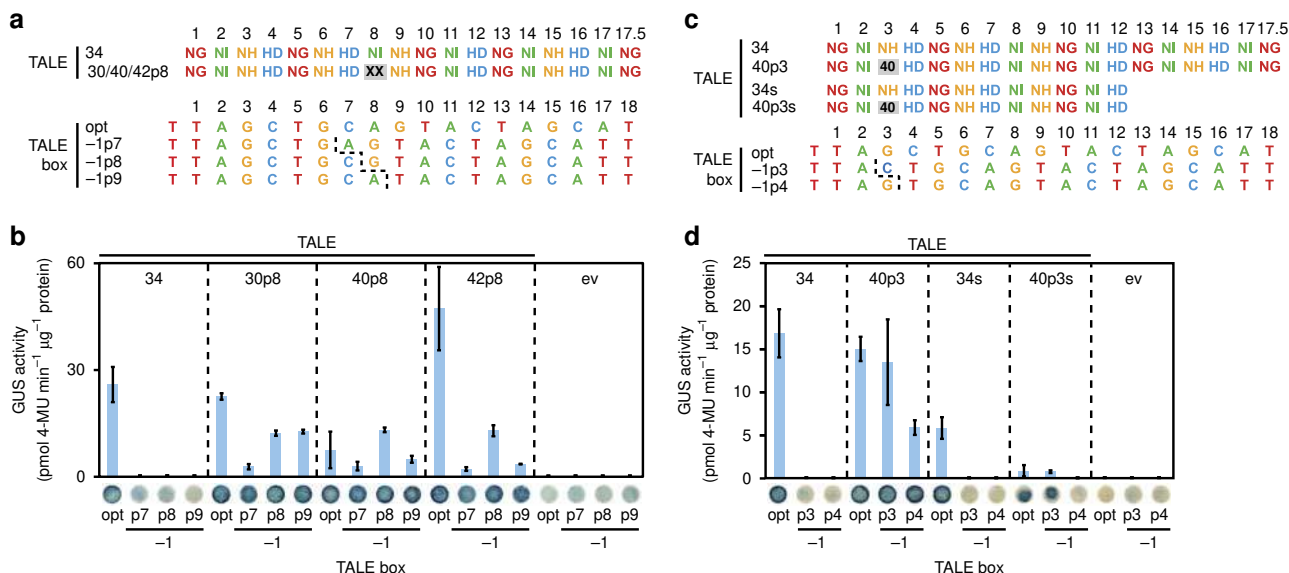 a
1 2 3 4 5 6 7 8 9 10 11 12 13 14 15 16 17 17.5
TALE
34 NG NI NH HD NG NH HD NI NH NG NI HD NG NI NH HD NI NG
30/40/42p8 NG NI NH HD NG NH HD XX NH NG NI HD NG NI NH HD NI NG
1 2 3 4 5 6 7 8 9 10 11 12 13 14 15 16 17 18
TALE box
opt T T A G C T G C A G T A C T A G C A T
–1p7 T T A G C T G A G T A C T A G C A T T
–1p8 T T A G C T G C G T A C T A G C A T T
–1p9 T T A G C T G C A T A C T A G C A T T
b
TALE
34 30p8 40p8 42p8 ev
GUS activity
(pmol 4-MU min⁻¹ µg⁻¹ protein)
60
30
0
opt p7 p8 p9 opt p7 p8 p9 opt p7 p8 p9 opt p7 p8 p9 opt p7 p8 p9
–1 –1 –1 –1 –1
TALE box
c
1 2 3 4 5 6 7 8 9 10 11 12 13 14 15 16 17 17.5
TALE
34 NG NI NH HD NG NH HD NI NH NG NI HD NG NI NH HD NI NG
40p3 NG NI 40 HD NG NH HD NI NH NG NI HD NG NI NH HD NI NG
34s NG NI NH HD NG NH HD NI NH NG NI HD
40p3s NG NI 40 HD NG NH HD NI NH NG NI HD
1 2 3 4 5 6 7 8 9 10 11 12 13 14 15 16 17 18
TALE box
opt T T A G C T G C A G T A C T A G C A T
–1p3 T T A C T G C A G T A C T A G C A T T
–1p4 T T A G T G C A G T A C T A G C A T T
d
TALE
34 40p3 34s 40p3s ev
GUS activity
(pmol 4-MU min⁻¹ µg⁻¹ protein)
25
20
15
10
5
0
opt p3 p4 opt p3 p4 opt p3 p4 opt p3 p4 opt p3 p4
–1 –1 –1 –1 –1
TALE box